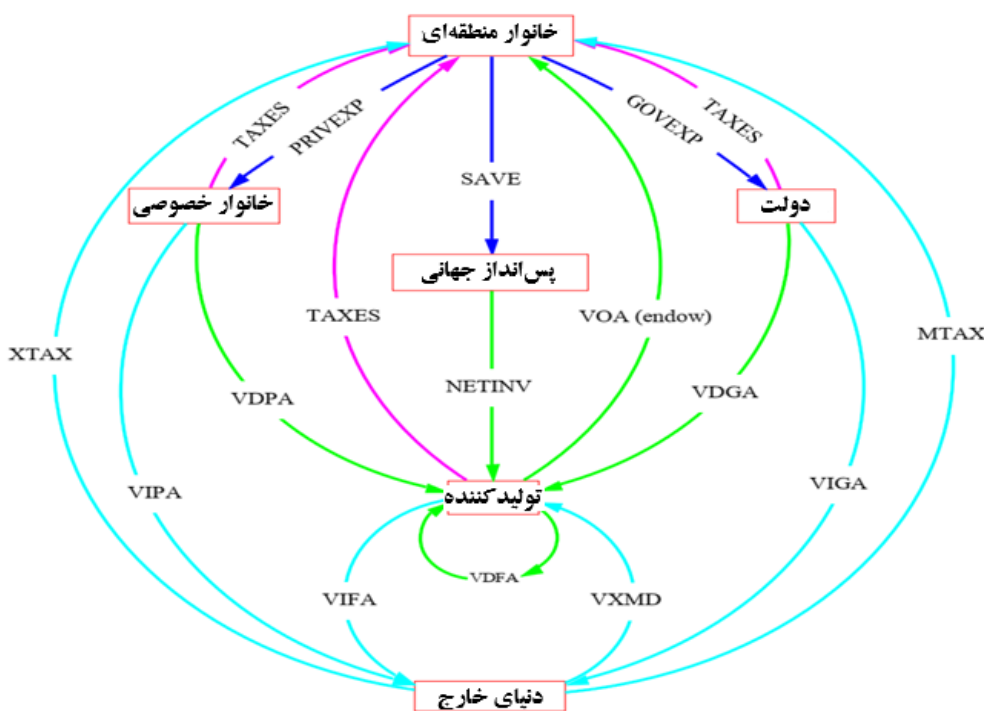 خانوار منطقه‌ای
TAXES
PRIVEXP
GOVEXP
TAXES
SAVE
خانوار خصوصی
دولت
پس‌انداز جهانی
TAXES
VOA (endow)
XTAX
MTAX
NETINV
VDPA
VDGA
VIPA
VIGA
تولیدکننده
VDFA
VIFA
VXMD
دنیای خارج